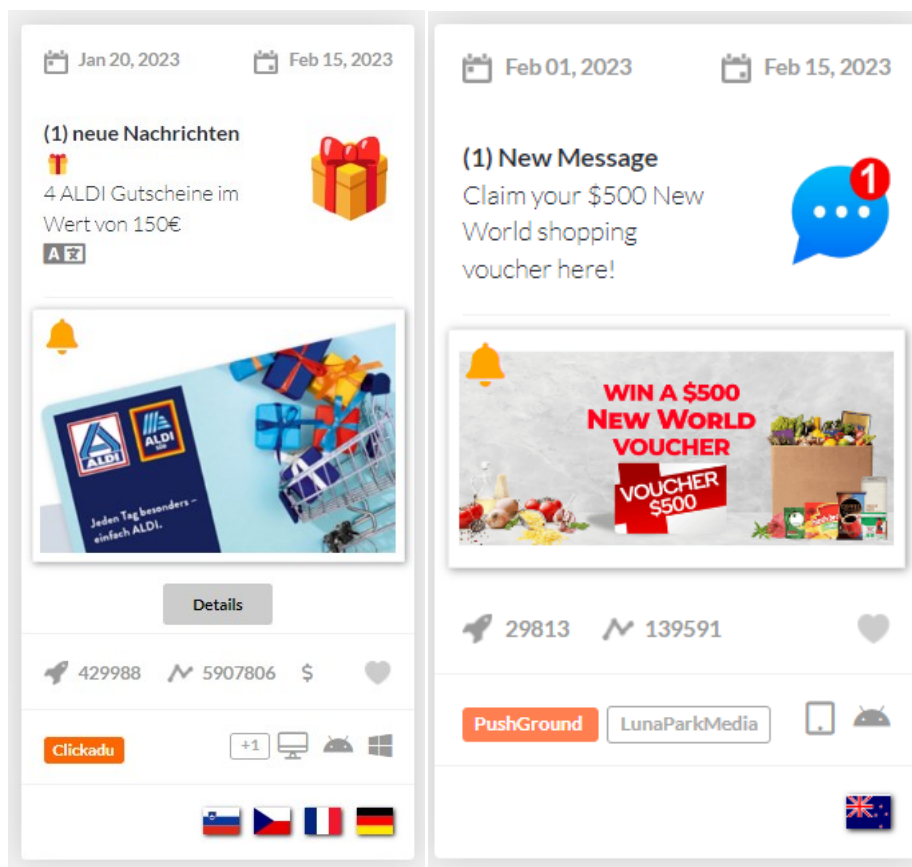 Jan 20, 2023
Feb 15, 2023
(1) neue Nachrichten
4 ALDI Gutscheine im
Wert von 150€
A 文
ALDI
ALDI
SÜD
Jeden Tag besonders –
einfach ALDI.
Details
429988
5907806
$
Clickadu
+1
Feb 01, 2023
Feb 15, 2023
(1) New Message
Claim your $500 New
World shopping
voucher here!
1
WIN A $500
NEW WORLD
VOUCHER
VOUCHER
$500
29813
139591
PushGround
LunaParkMedia